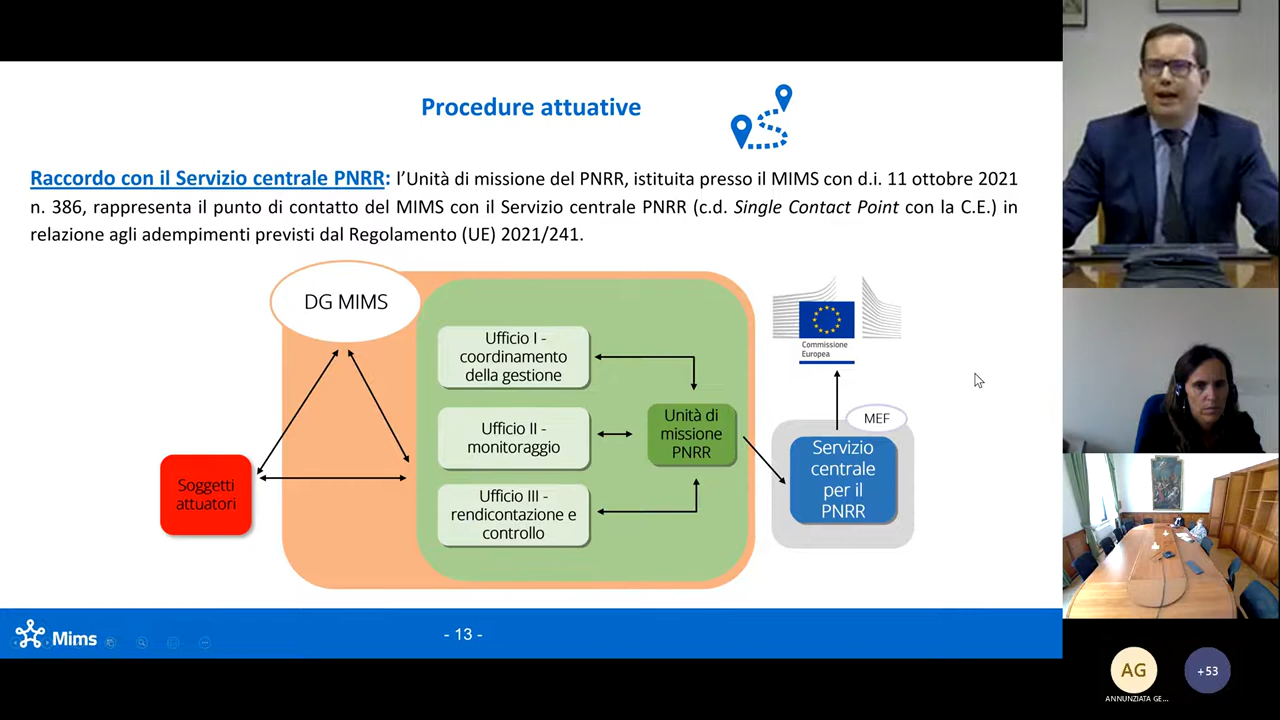 Procedure attuative
Raccordo con il Servizio centrale PNRR: l’Unità di missione del PNRR, istituita presso il MIMS con d.i. 11 ottobre 2021
n. 386, rappresenta il punto di contatto del MIMS con il Servizio centrale PNRR (c.d. Single Contact Point con la C.E.) in
relazione agli adempimenti previsti dal Regolamento (UE) 2021/241.
DG MIMS
Soggetti
attuatori
Ufficio I -
coordinamento
della gestione
Ufficio II -
monitoraggio
Ufficio III -
rendicontazione e
controllo
Unità di
missione
PNRR
Commissione
Europea
MEF
Servizio
centrale
per il
PNRR
Mims
- 13 -
AG
+53
ANNUNZIATA GE...